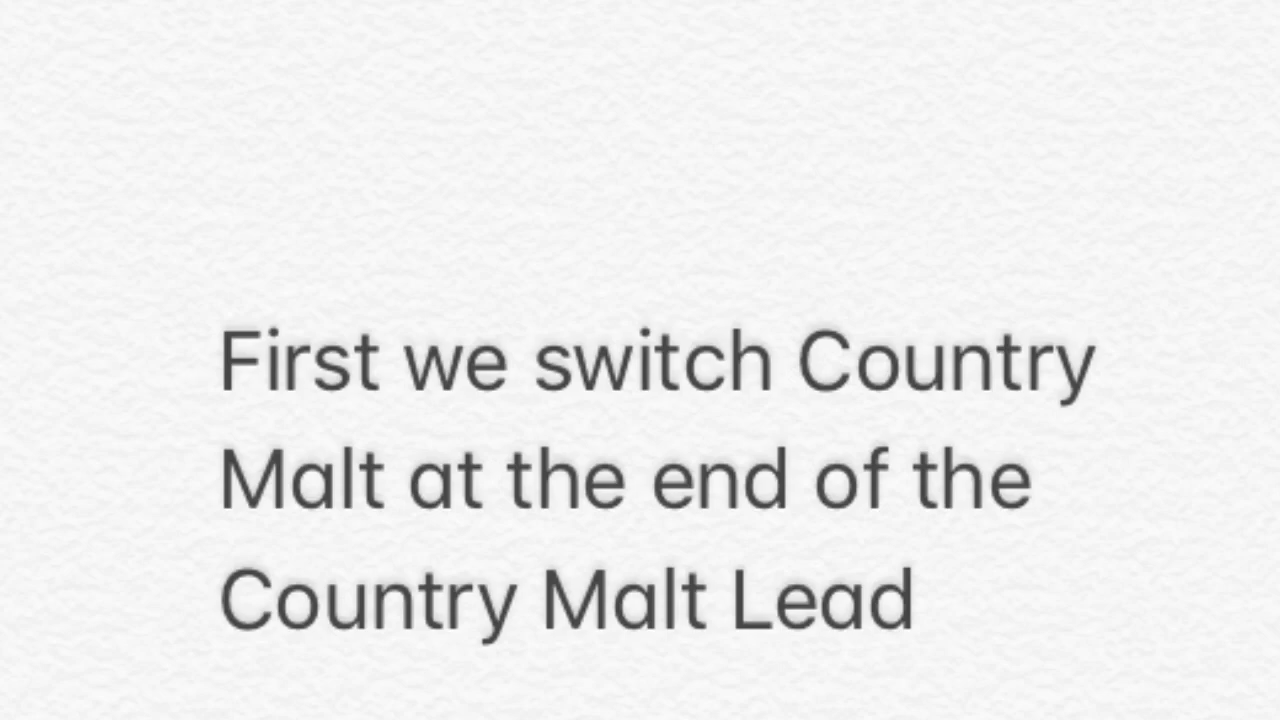 First we switch Country
Malt at the end of the
Country Malt Lead